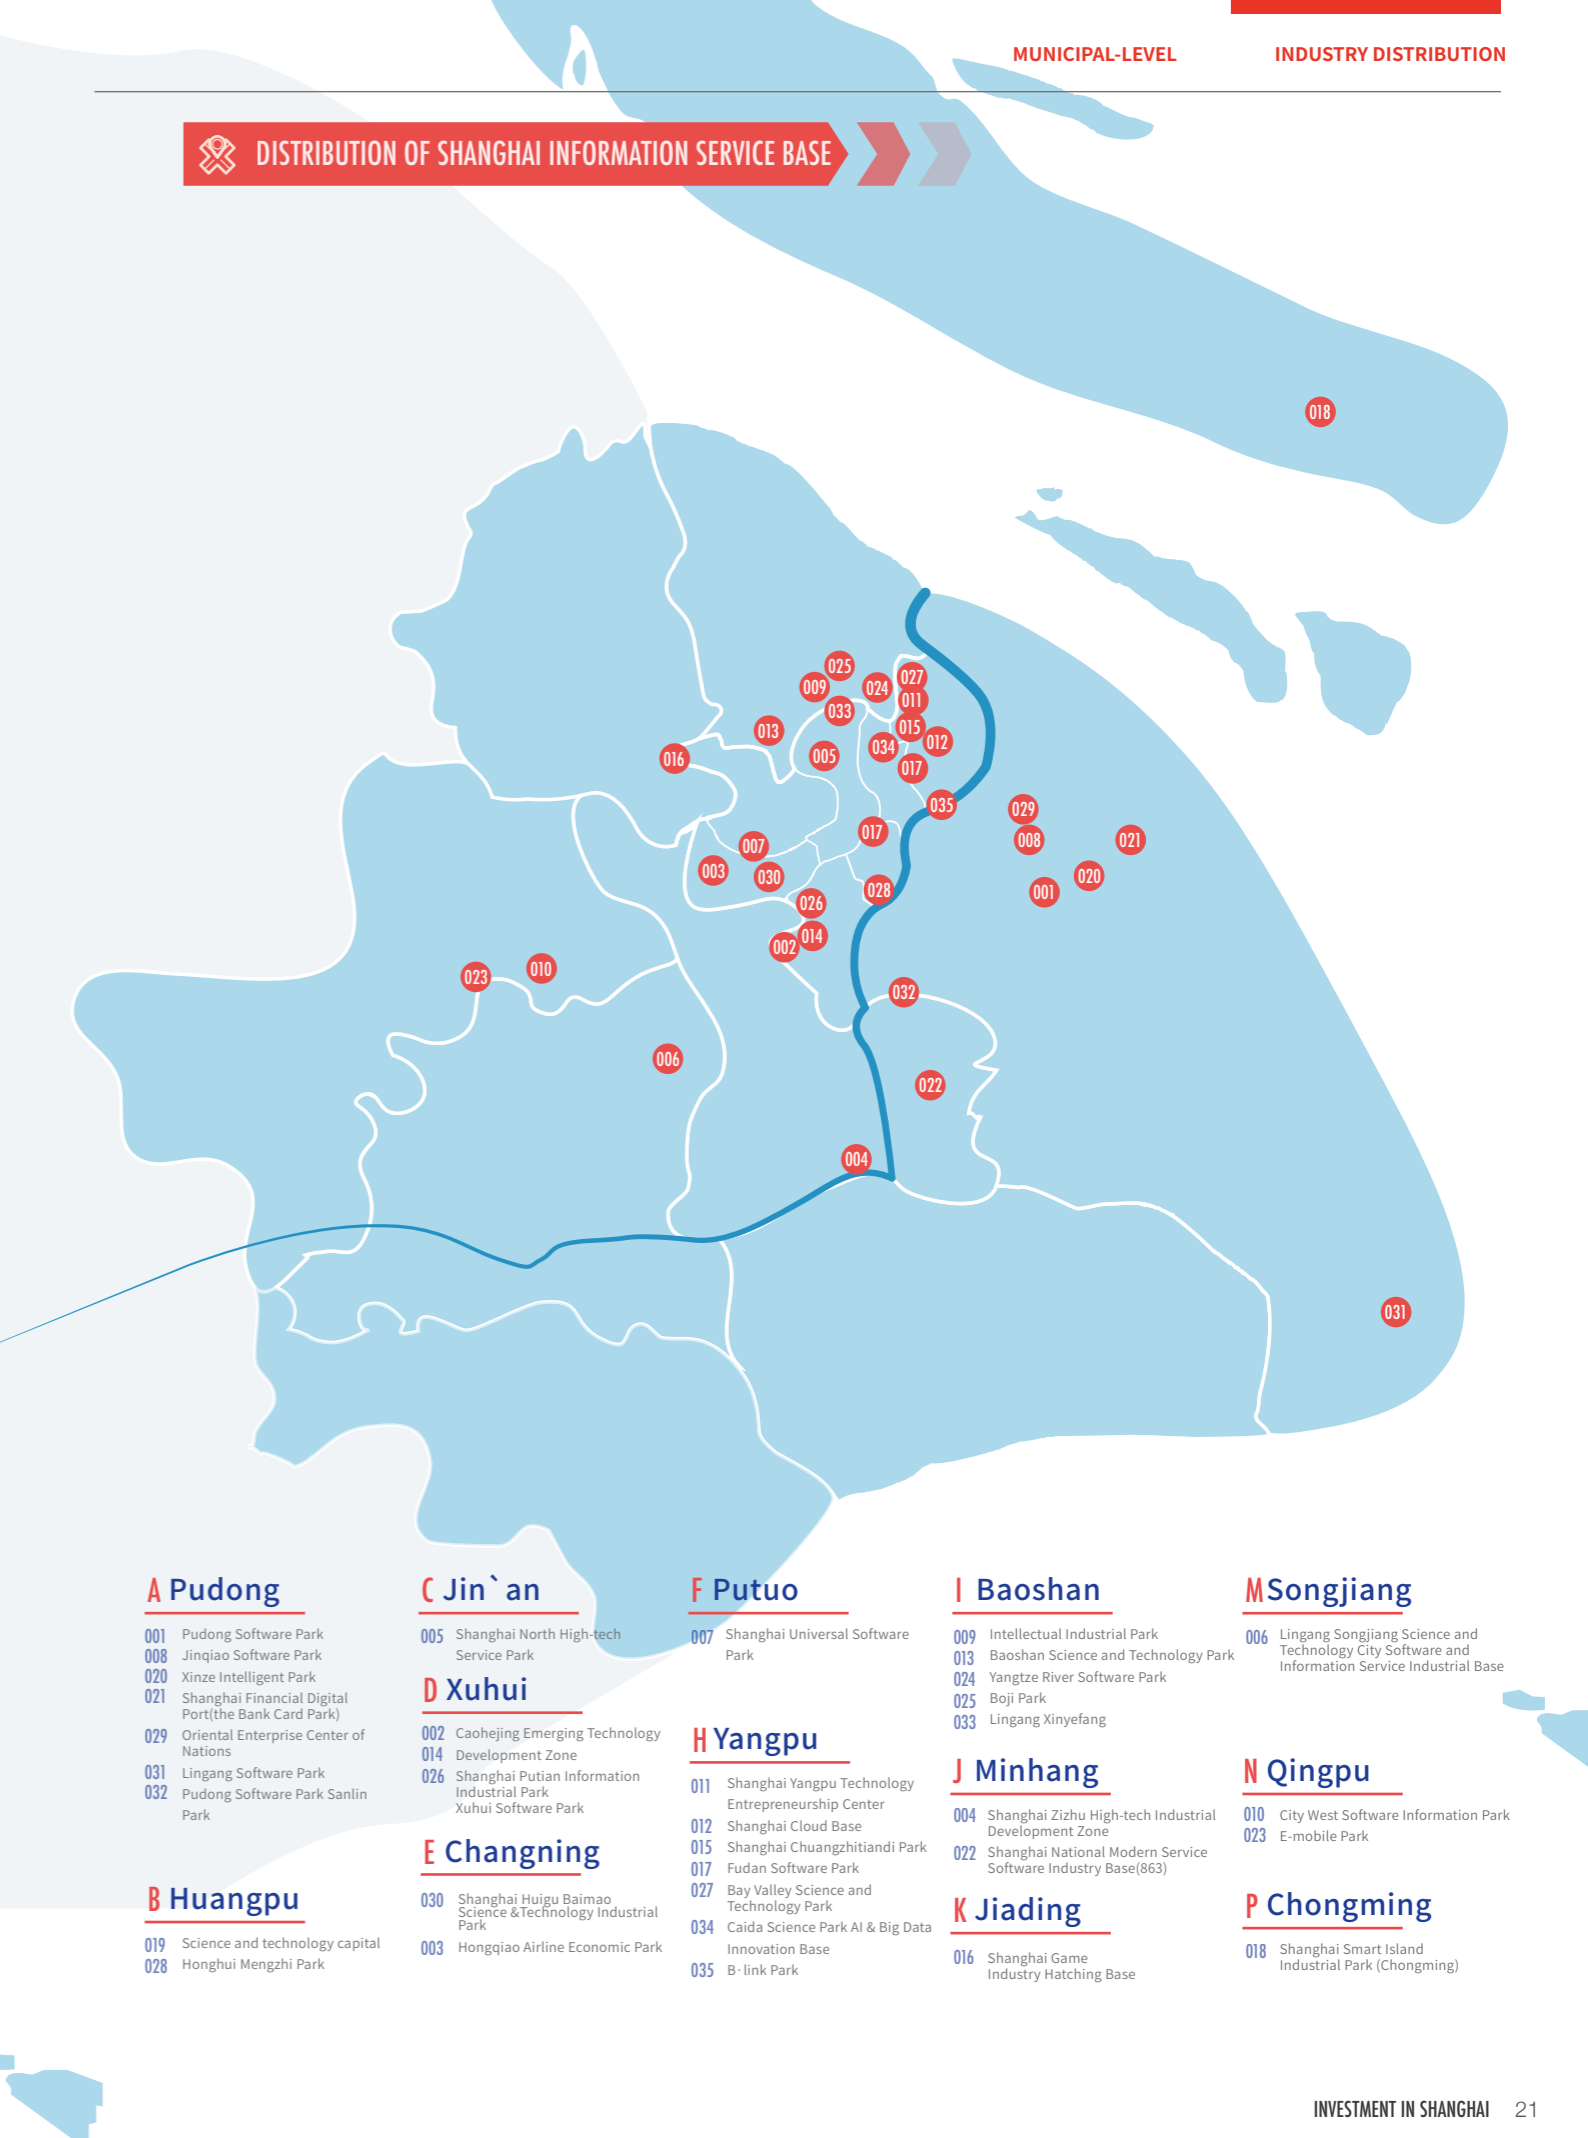 MUNICIPAL-LEVEL
INDUSTRY DISTRIBUTION
DISTRIBUTION OF SHANGHAI INFORMATION SERVICE BASE
018
025
027
009
024
011
033
015
013
012
034
005
016
017
035
029
017
008
021
007
003
030
020
028
001
026
014
002
010
023
032
006
022
004
031
A Pudong
001 Pudong Software Park
008 Jinqiao Software Park
020 Xinze Intelligent Park
021 Shanghai Financial Digital
Port(the Bank Card Park)
029 Oriental Enterprise Center of
Nations
031 Lingang Software Park
032 Pudong Software Park Sanlin
Park
B Huangpu
019 Science and technology capital
028 Honghui Mengzhi Park
C Jin`an
005 Shanghai North High-tech
Service Park
D Xuhui
002 Caohejing Emerging Technology
014 Development Zone
026 Shanghai Putian Information
Industrial Park
Xuhui Software Park
E Changning
030 Shanghai Huigu Baimao
Science &Technology Industrial
Park
003 Hongqiao Airline Economic Park
F Putuo
007 Shanghai Universal Software
Park
H Yangpu
011 Shanghai Yangpu Technology
Entrepreneurship Center
012 Shanghai Cloud Base
015 Shanghai Chuangzhitiandi Park
017 Fudan Software Park
027 Bay Valley Science and
Technology Park
034 Caida Science Park AI & Big Data
Innovation Base
035 B·link Park
I Baoshan
009 Intellectual Industrial Park
013 Baoshan Science and Technology Park
024 Yangtze River Software Park
025 Boji Park
033 Lingang Xinyefang
J Minhang
004 Shanghai Zizhu High-tech Industrial
Development Zone
022 Shanghai National Modern Service
Software Industry Base(863)
K Jiading
016 Shanghai Game
Industry Hatching Base
M Songjiang
006 Lingang Songjiang Science and
Technology City Software and
Information Service Industrial Base
N Qingpu
010 City West Software Information Park
023 E-mobile Park
P Chongming
018 Shanghai Smart Island
Industrial Park (Chongming)
INVESTMENT IN SHANGHAI 21